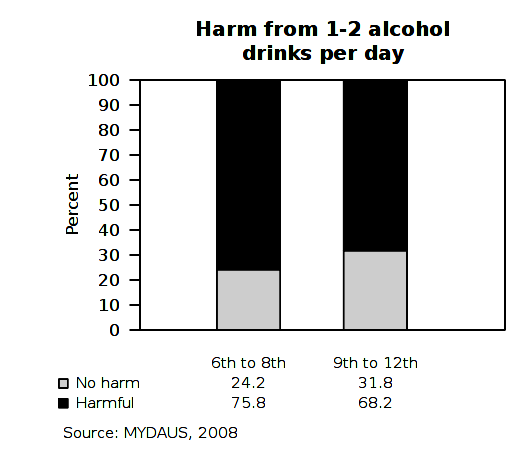 Harm from 1-2 alcohol
drinks per day
Percent
100
90
80
70
60
50
40
30
20
10
0
6th to 8th 9th to 12th
No harm 24.2 31.8
Harmful 75.8 68.2
Source: MYDAUS, 2008